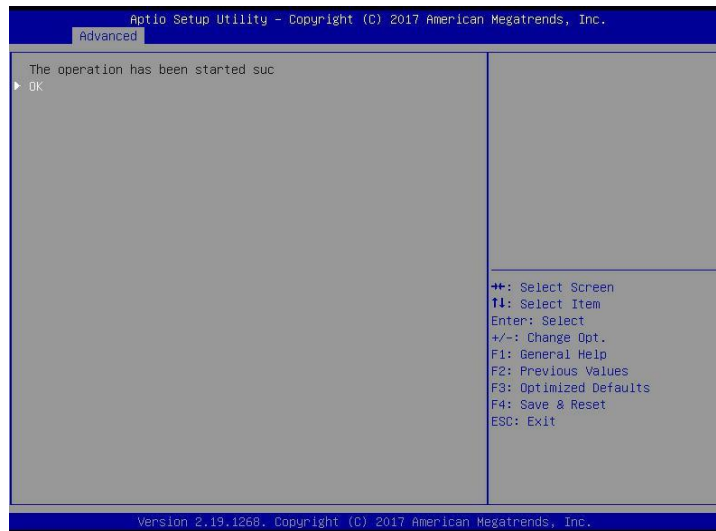 Aptio Setup Utility – Copyright (C) 2017 American Megatrends, Inc.
Advanced
The operation has been started suc
OK
→←: Select Screen
↑↓: Select Item
Enter: Select
+/-: Change Opt.
F1: General Help
F2: Previous Values
F3: Optimized Defaults
F4: Save & Reset
ESC: Exit
Version 2.19.1268. Copyright (C) 2017 American Megatrends, Inc.